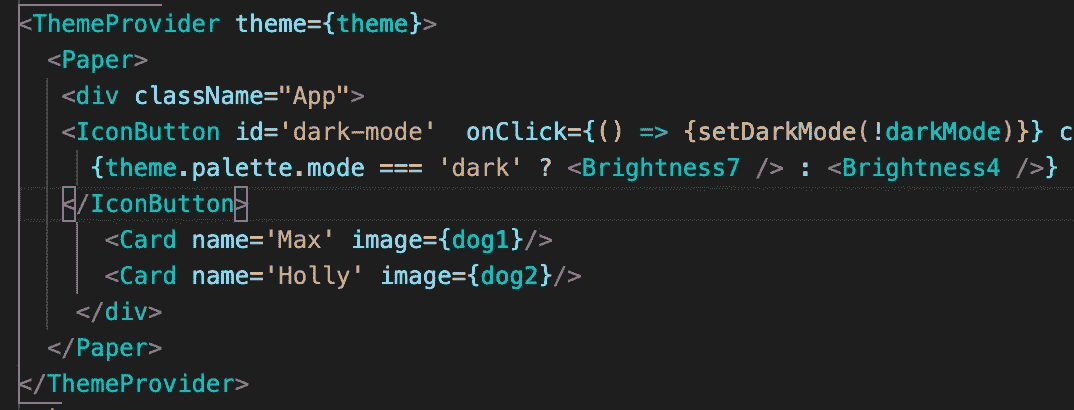 <ThemeProvider theme={theme}>
<Paper>
<div className="App">
<IconButton id='dark-mode'  onClick={() => {setDarkMode(!darkMode)}} c
{theme.palette.mode === 'dark' ? <Brightness7 /> : <Brightness4 />}
</IconButton>
<Card name='Max' image={dog1}/>
<Card name='Holly' image={dog2}/>
</div>
</Paper>
</ThemeProvider>